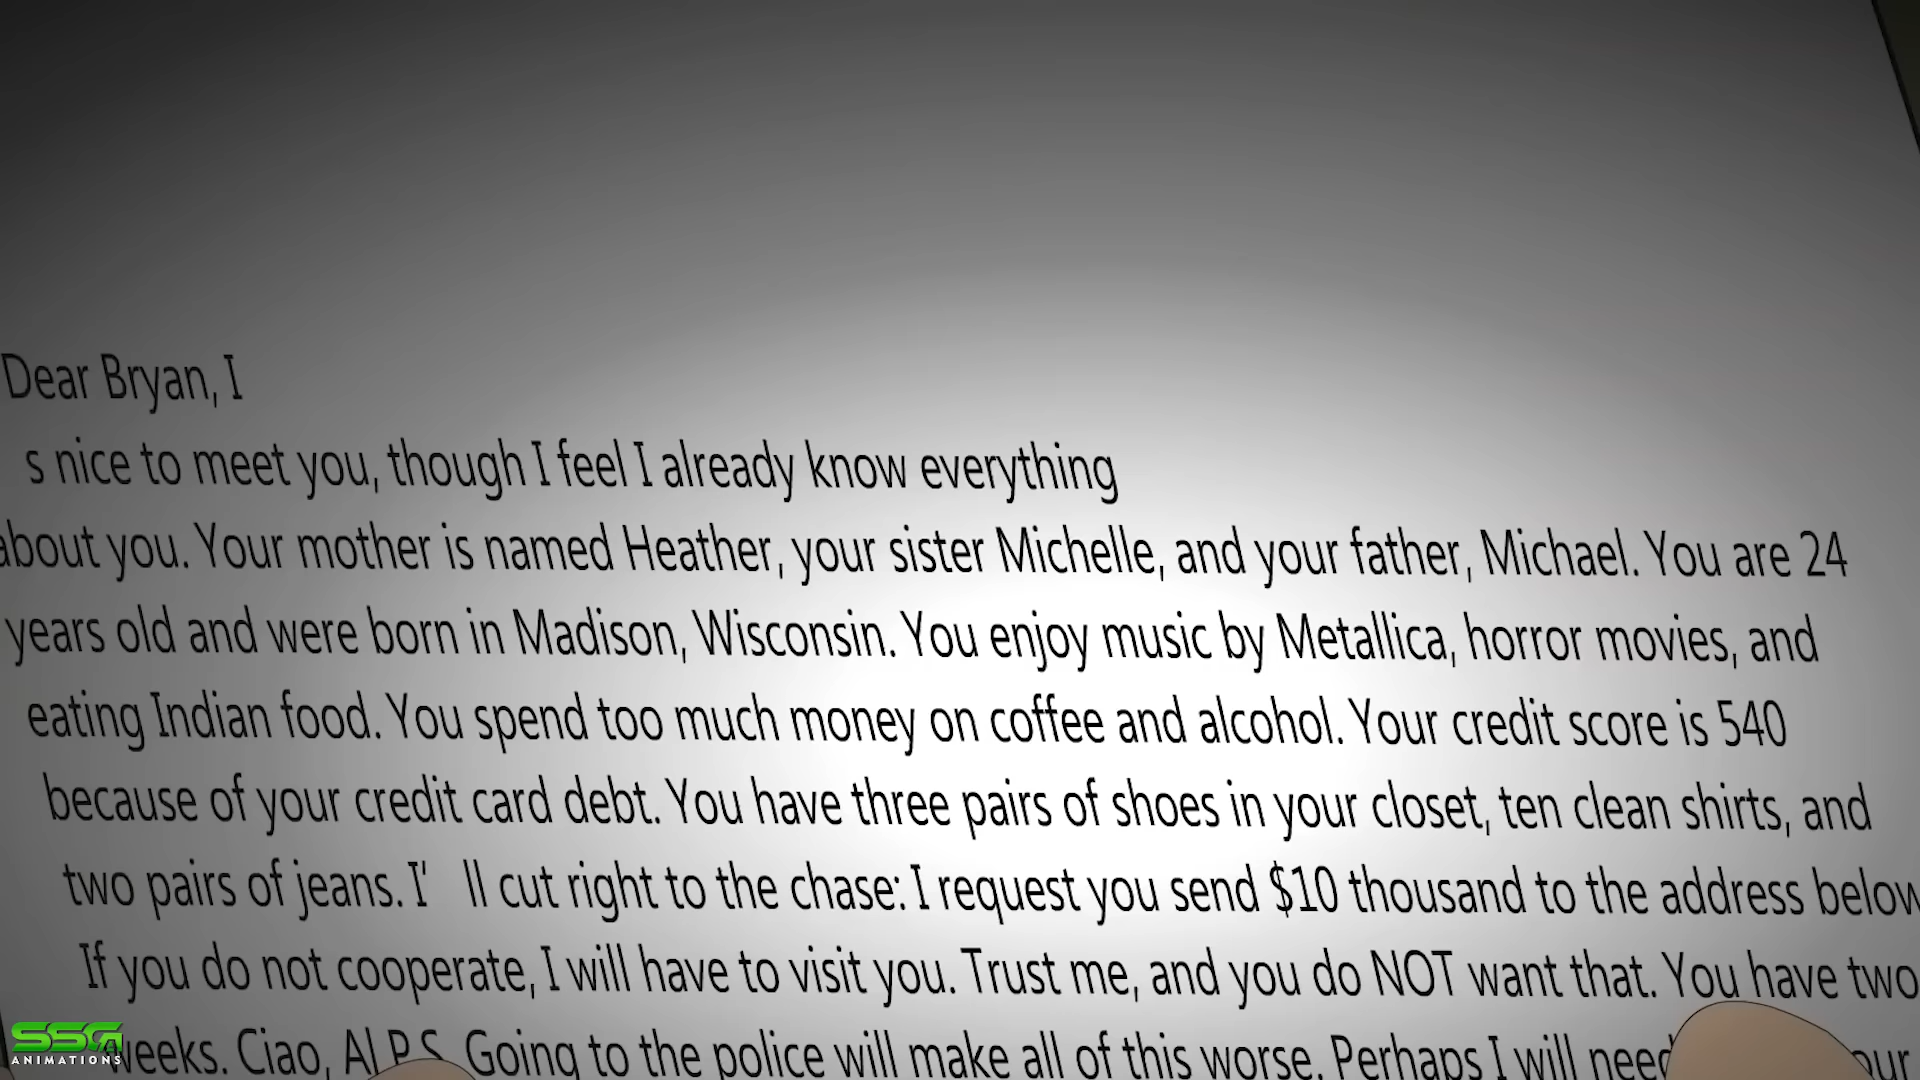 Dear Bryan, I
s nice to meet you, though I feel I already know everything
about you. Your mother is named Heather, your sister Michelle, and your father, Michael. You are 24
years old and were born in Madison, Wisconsin. You enjoy music by Metallica, horror movies, and
eating Indian food. You spend too much money on coffee and alcohol. Your credit score is 540
because of your credit card debt. You have three pairs of shoes in your closet, ten clean shirts, and
two pairs of jeans. I' ll cut right to the chase: I request you send $10 thousand to the address below
If you do not cooperate, I will have to visit you. Trust me, and you do NOT want that. You have two
weeks. Ciao, Al P.S. Going to the police will make all of this worse. Perhaps I will need
SSG
ANIMATIONS